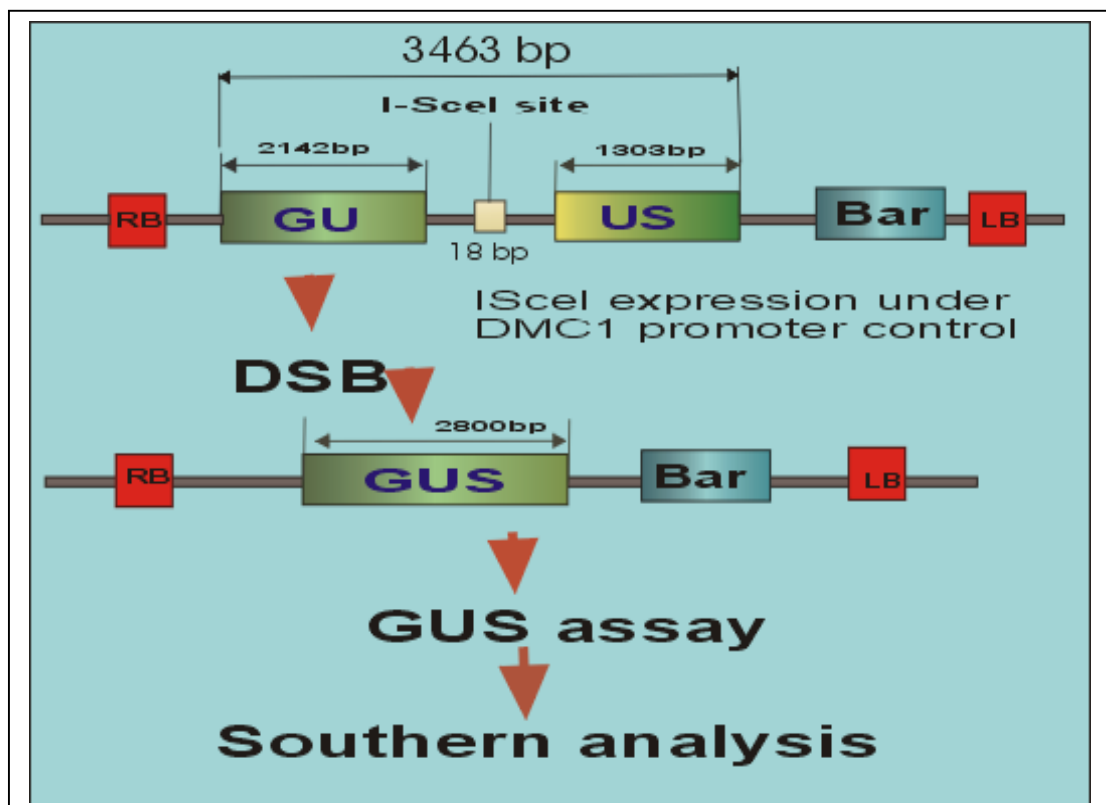 3463 bp
I-SceI site
2142bp
1303bp
RB
GU
US
Bar
LB
18 bp
ISceI expression under
DMC1 promoter control
DSB
2800bp
RB
GUS
Bar
LB
GUS assay
Southern analysis